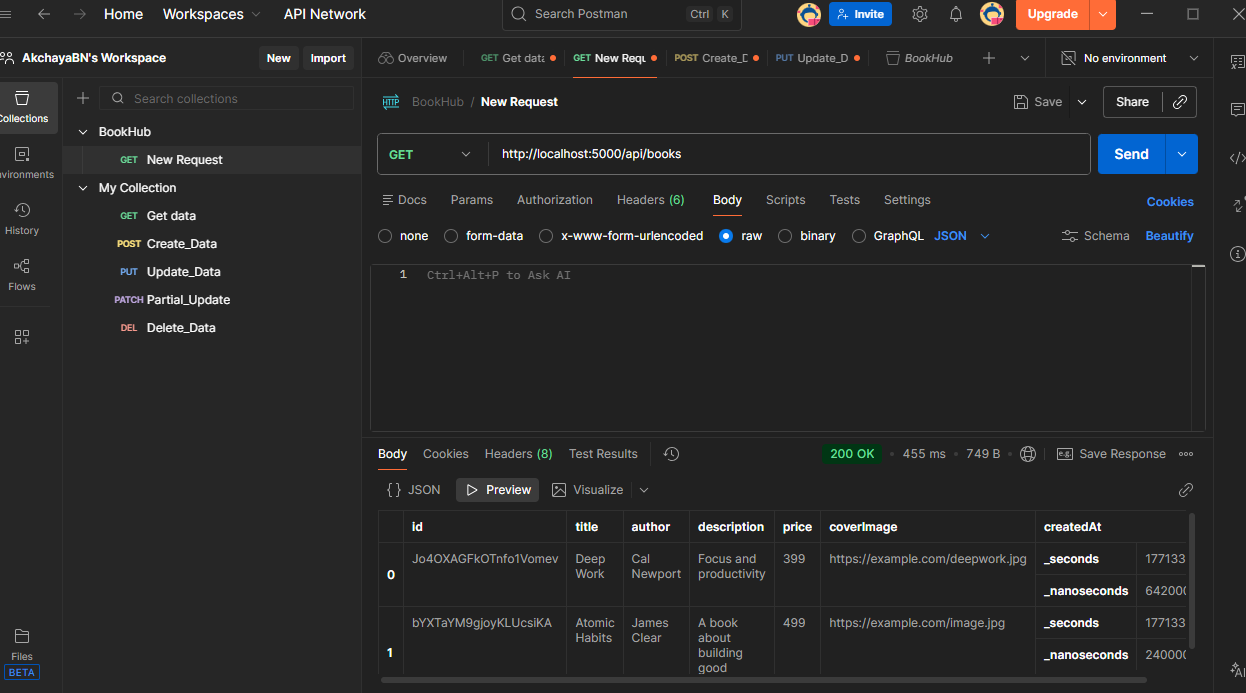 Home Workspaces API Network Search Postman Ctrl K Invite Upgrade
AkchayaBN's Workspace New Import
Overview GET Get data GET New Requ POST Create_D PUT Update_D BookHub No environment
Collections
Environments
History
Flows
Files
BETA
Search collections
BookHub
GET New Request
My Collection
GET Get data
POST Create_Data
PUT Update_Data
PATCH Partial_Update
DEL Delete_Data
HTTP BookHub / New Request Save Share
GET http://localhost:5000/api/books Send
Docs Params Authorization Headers (6) Body Scripts Tests Settings Cookies
none form-data x-www-form-urlencoded raw binary GraphQL JSON Schema Beautify
1 Ctrl+Alt+P to Ask AI
Body Cookies Headers (8) Test Results 200 OK • 455 ms • 749 B • e.g. Save Response
{} JSON Preview Visualize
id title author description price coverImage createdAt
0 Jo4OXAGFkOTnfo1Vomev Deep Work Cal Newport Focus and productivity 399 https://example.com/deepwork.jpg _seconds 177133
_nanoseconds 642000
1 bYXTaYM9gjoyKLUcsiKA Atomic Habits James Clear A book about building good 499 https://example.com/image.jpg _seconds 177133
_nanoseconds 240000
AI